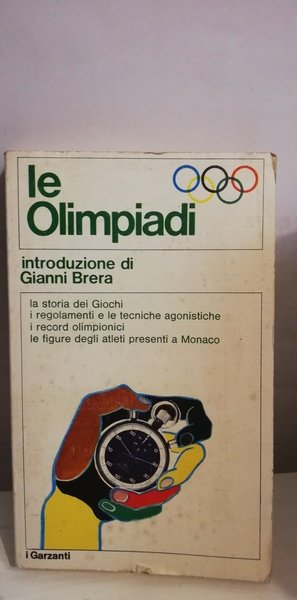 le
Olimpiadi
introduzione di
Gianni Brera
la storia dei Giochi
i regolamenti e le tecniche agonistiche
i record olimpionici
le figure degli atleti presenti a Monaco
i Garzanti